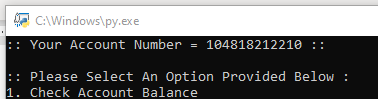 C:\Windows\py.exe
:: Your Account Number = 104818212210 ::
:: Please Select An Option Provided Below :
1. Check Account Balance